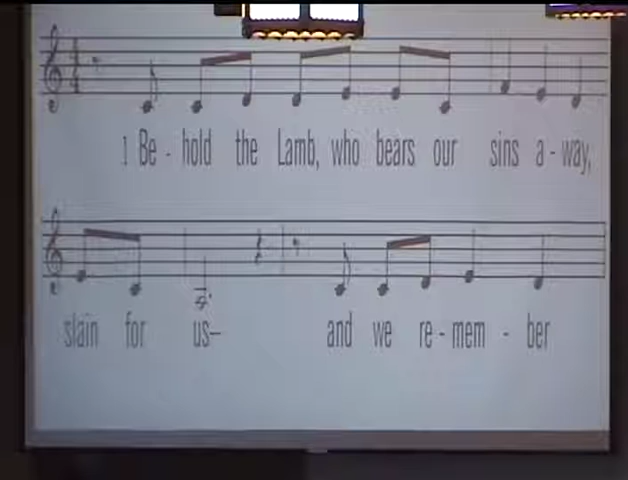 1 Be - hold the Lamb, who bears our sins a - way,
slain for us— and we re - mem - ber